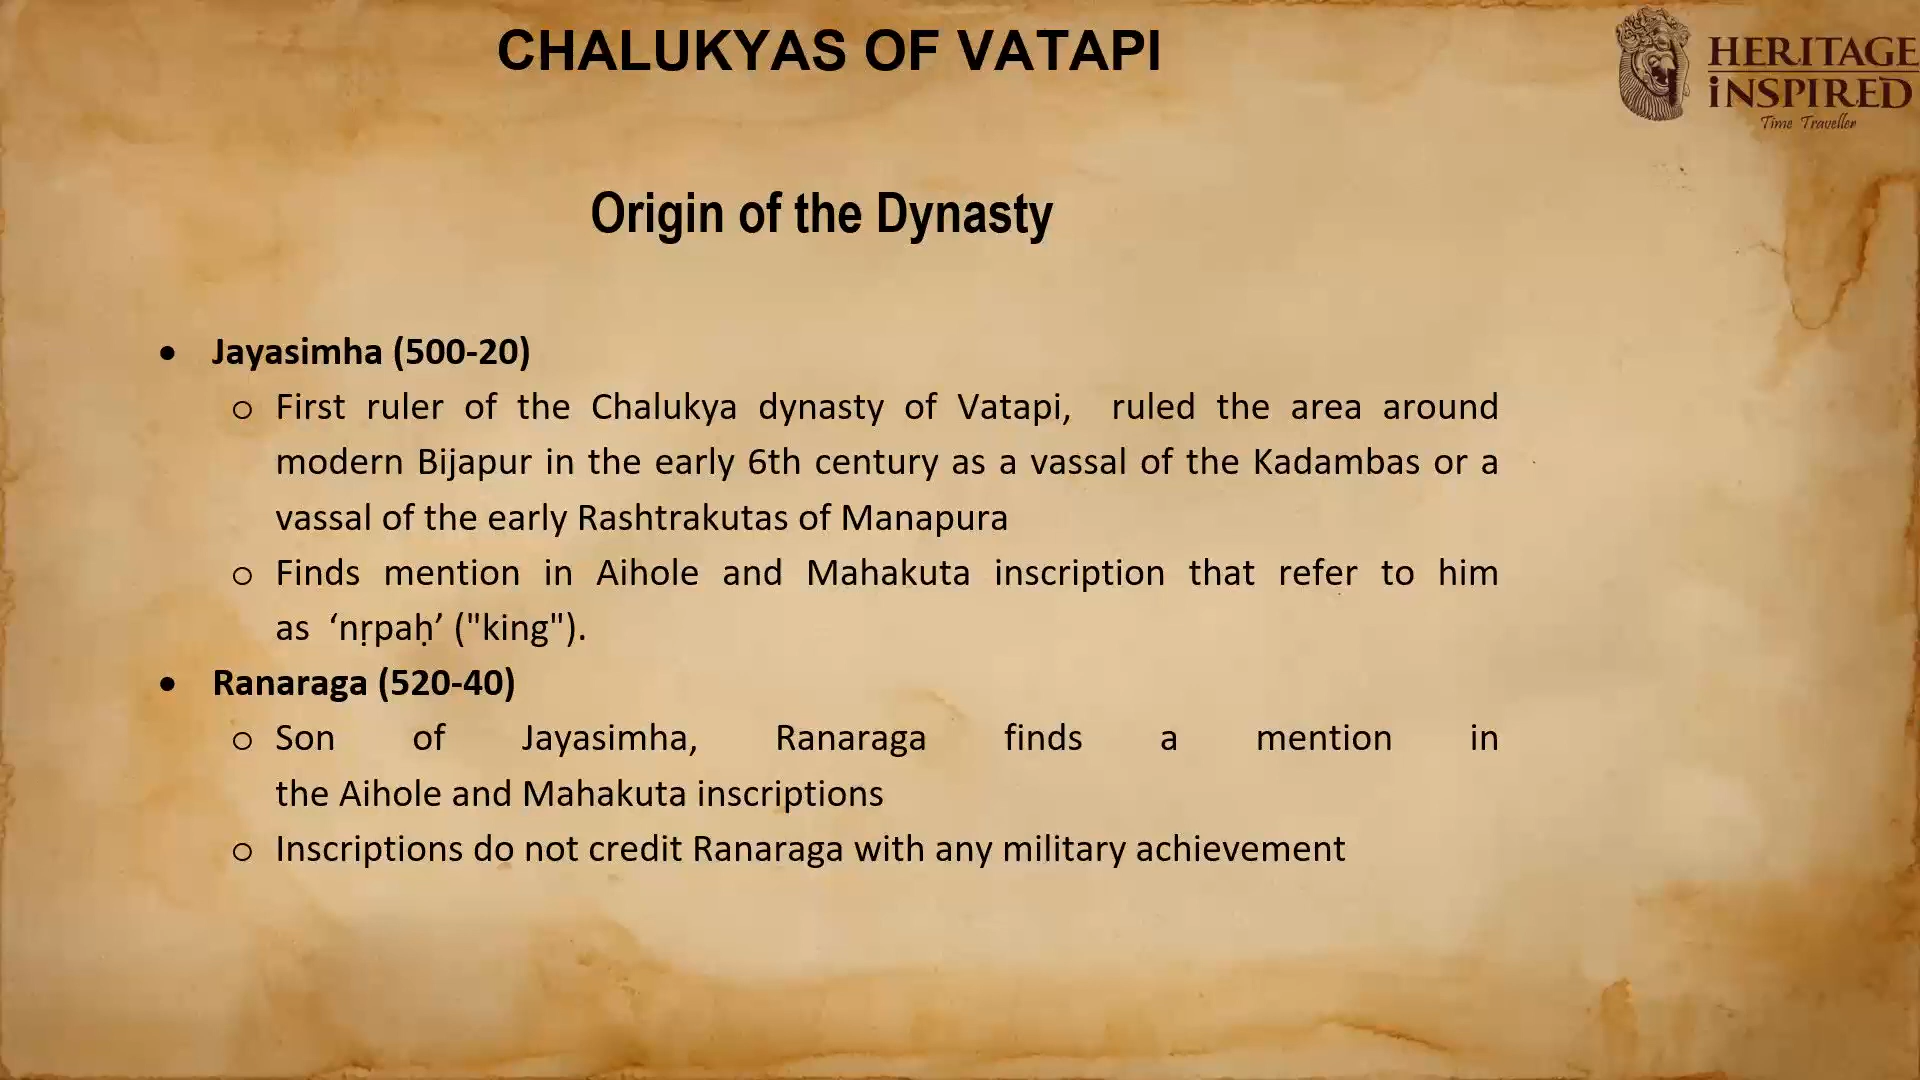 CHALUKYAS OF VATAPI
HERITAGE
iNSPIRED
Time Traveller
Origin of the Dynasty
• Jayasimha (500-20)
o First ruler of the Chalukya dynasty of Vatapi, ruled the area around
modern Bijapur in the early 6th century as a vassal of the Kadambas or a
vassal of the early Rashtrakutas of Manapura
o Finds mention in Aihole and Mahakuta inscription that refer to him
as ‘nṛpaḥ’ ("king").
• Ranaraga (520-40)
o Son of Jayasimha, Ranaraga finds a mention in
the Aihole and Mahakuta inscriptions
o Inscriptions do not credit Ranaraga with any military achievement